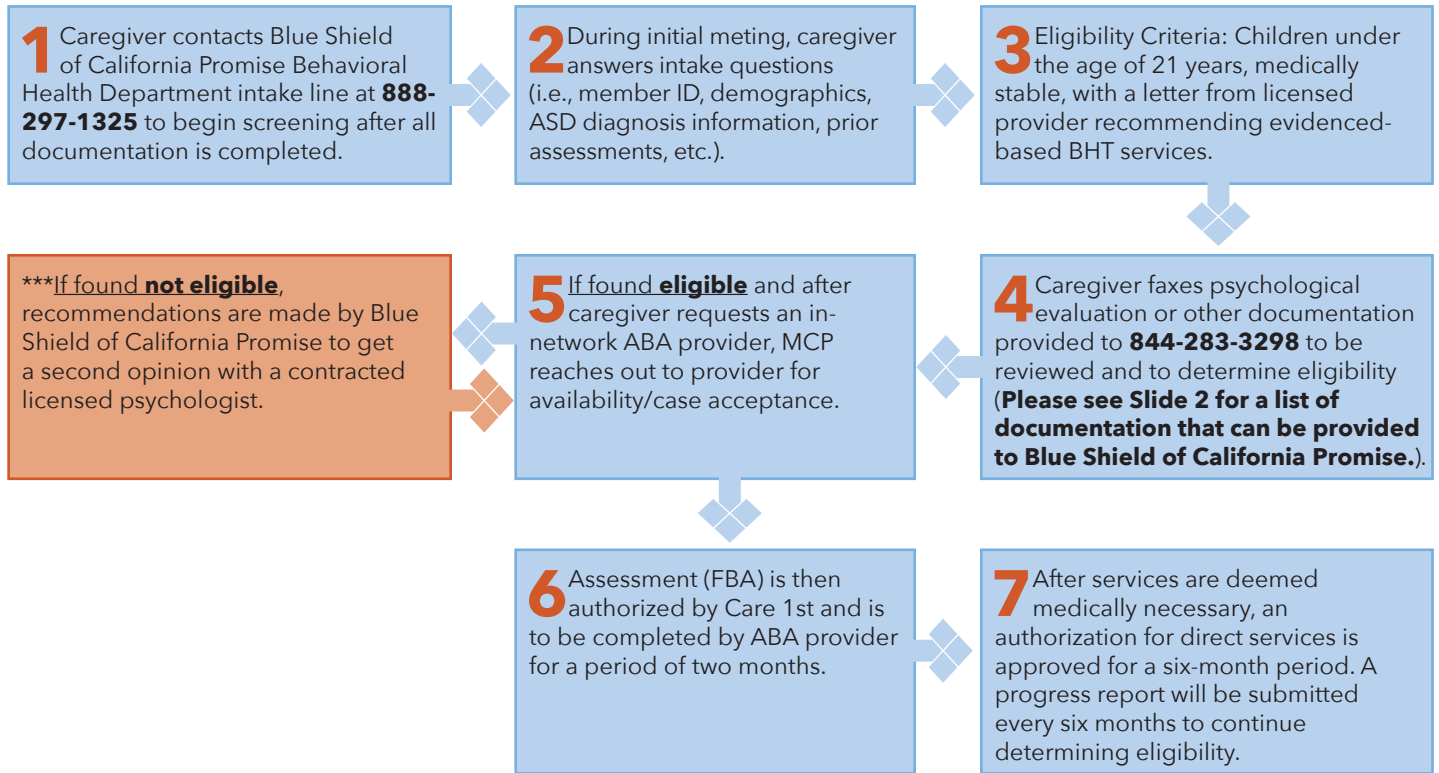 1 Caregiver contacts Blue Shield
of California Promise Behavioral
Health Department intake line at 888-
297-1325 to begin screening after all
documentation is completed.
2 During initial meting, caregiver
answers intake questions
(i.e., member ID, demographics,
ASD diagnosis information, prior
assessments, etc.).
3 Eligibility Criteria: Children under
the age of 21 years, medically
stable, with a letter from licensed
provider recommending evidenced-
based BHT services.
4 Caregiver faxes psychological
evaluation or other documentation
provided to 844-283-3298 to be
reviewed and to determine eligibility
(Please see Slide 2 for a list of
documentation that can be provided
to Blue Shield of California Promise.).
5 If found eligible and after
caregiver requests an in-
network ABA provider, MCP
reaches out to provider for
availability/case acceptance.
***If found not eligible,
recommendations are made by Blue
Shield of California Promise to get
a second opinion with a contracted
licensed psychologist.
6 Assessment (FBA) is then
authorized by Care 1st and is
to be completed by ABA provider
for a period of two months.
7 After services are deemed
medically necessary, an
authorization for direct services is
approved for a six-month period. A
progress report will be submitted
every six months to continue
determining eligibility.